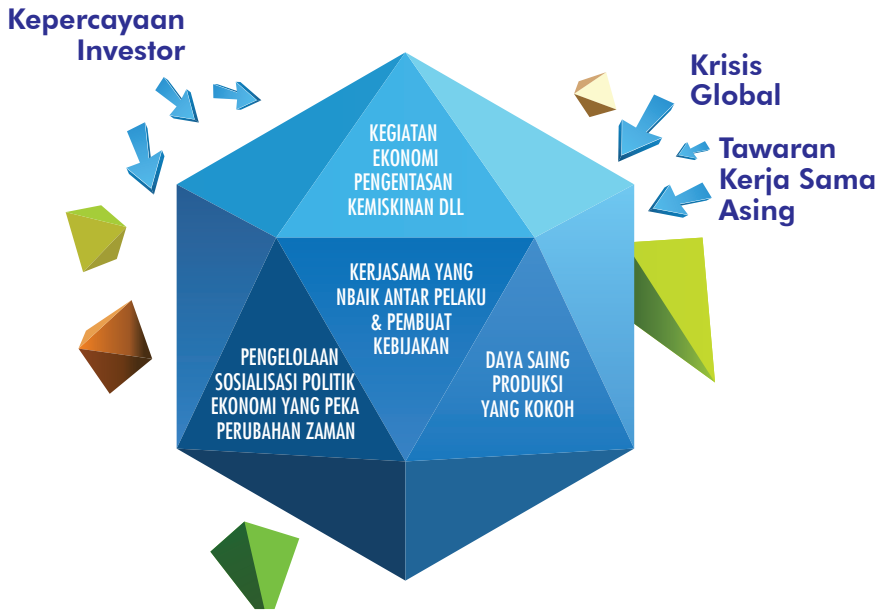 Kepercayaan
Investor
Krisis
Global
Tawaran
Kerja Sama
Asing
KEGIATAN
EKONOMI
PENGENTASAN
KEMISKINAN DLL
KERJASAMA YANG
NBAIK ANTAR PELAKU
& PEMBUAT
KEBIJAKAN
PENGELOLAAN
SOSIALISASI POLITIK
EKONOMI YANG PEKA
PERUBAHAN ZAMAN
DAYA SAING
PRODUKSI
YANG KOKOH